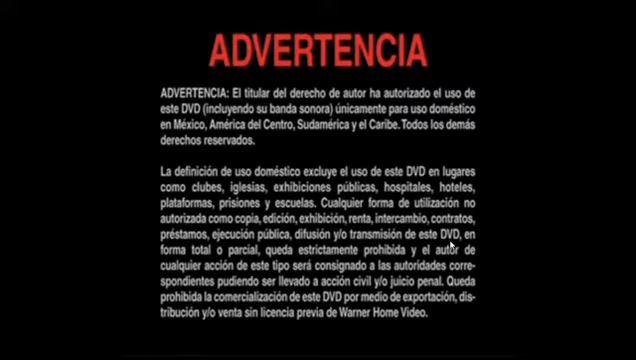 ADVERTENCIA
ADVERTENCIA: El titular del derecho de autor ha autorizado el uso de
este DVD (incluyendo su banda sonora) únicamente para uso doméstico
en México, América del Centro, Sudamérica y el Caribe. Todos los demás
derechos reservados.
La definición de uso doméstico excluye el uso de este DVD en lugares
como clubes, iglesias, exhibiciones públicas, hospitales, hoteles,
plataformas, prisiones y escuelas. Cualquier forma de utilización no
autorizada como copia, edición, exhibición, renta, intercambio, contratos,
préstamos, ejecución pública, difusión y/o transmisión de este DVD, en
forma total o parcial, queda estrictamente prohibida y el autor de
cualquier acción de este tipo será consignado a las autoridades corre-
spondientes pudiendo ser llevado a acción civil y/o juicio penal. Queda
prohibida la comercialización de este DVD por medio de exportación, dis-
tribución y/o venta sin licencia previa de Warner Home Video.